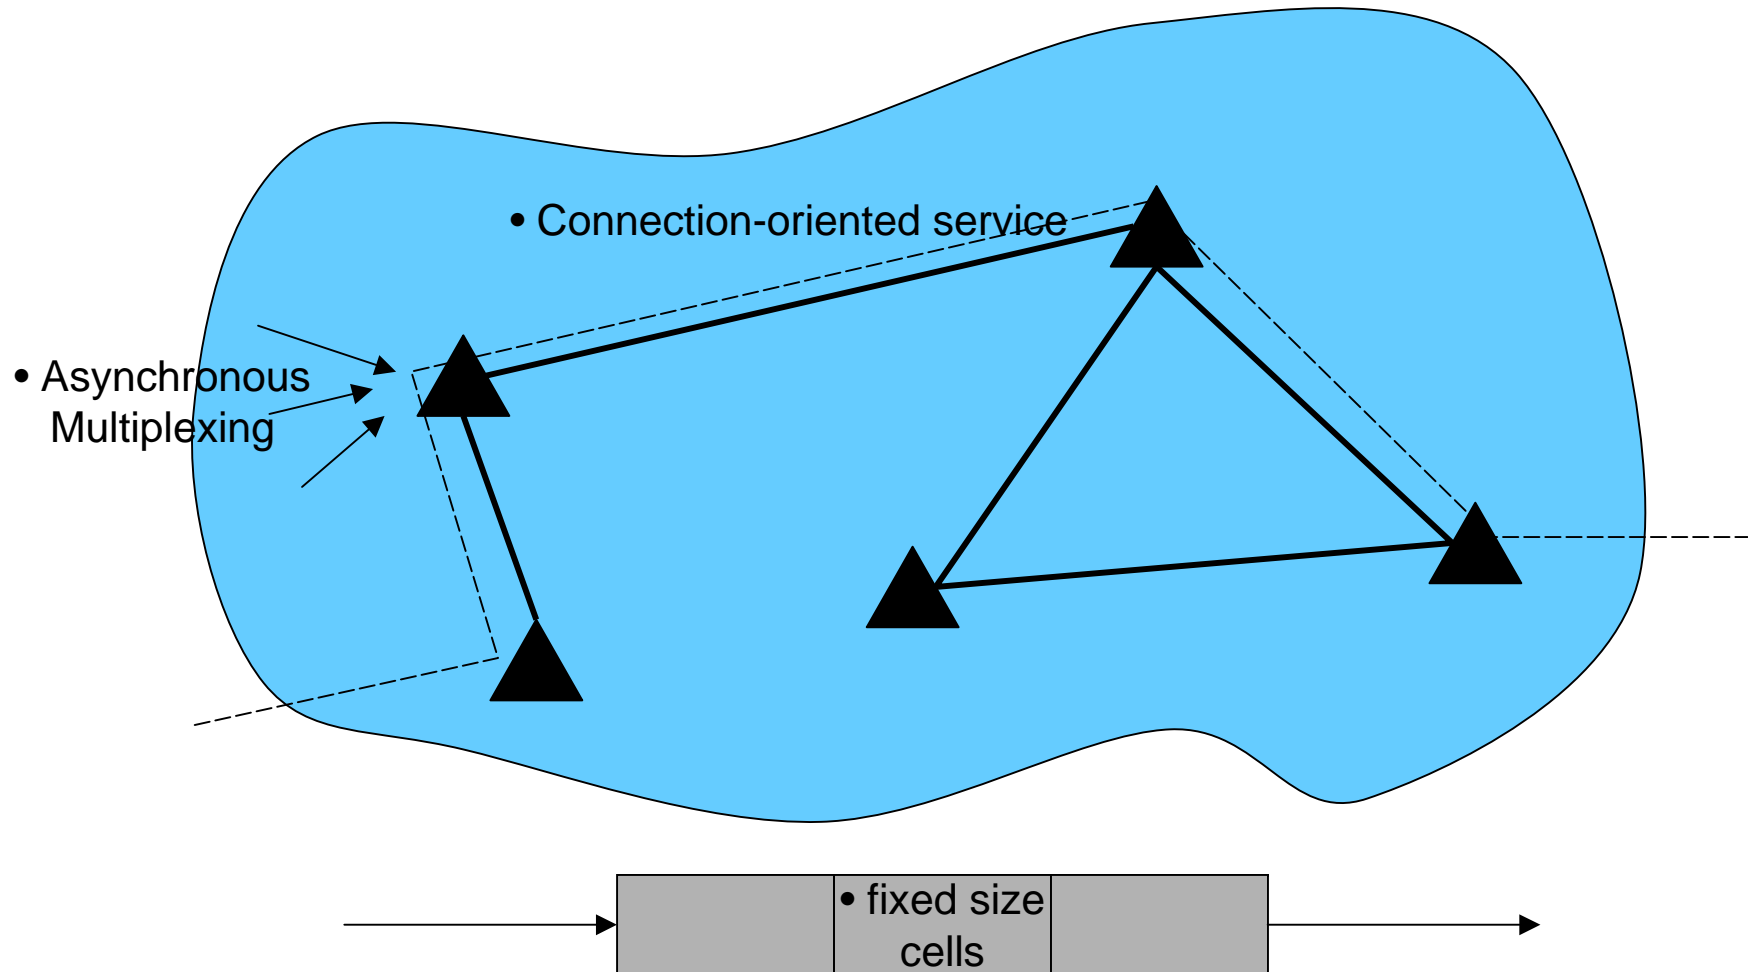 • Connection-oriented service
• Asynchronous
Multiplexing
• fixed size
cells